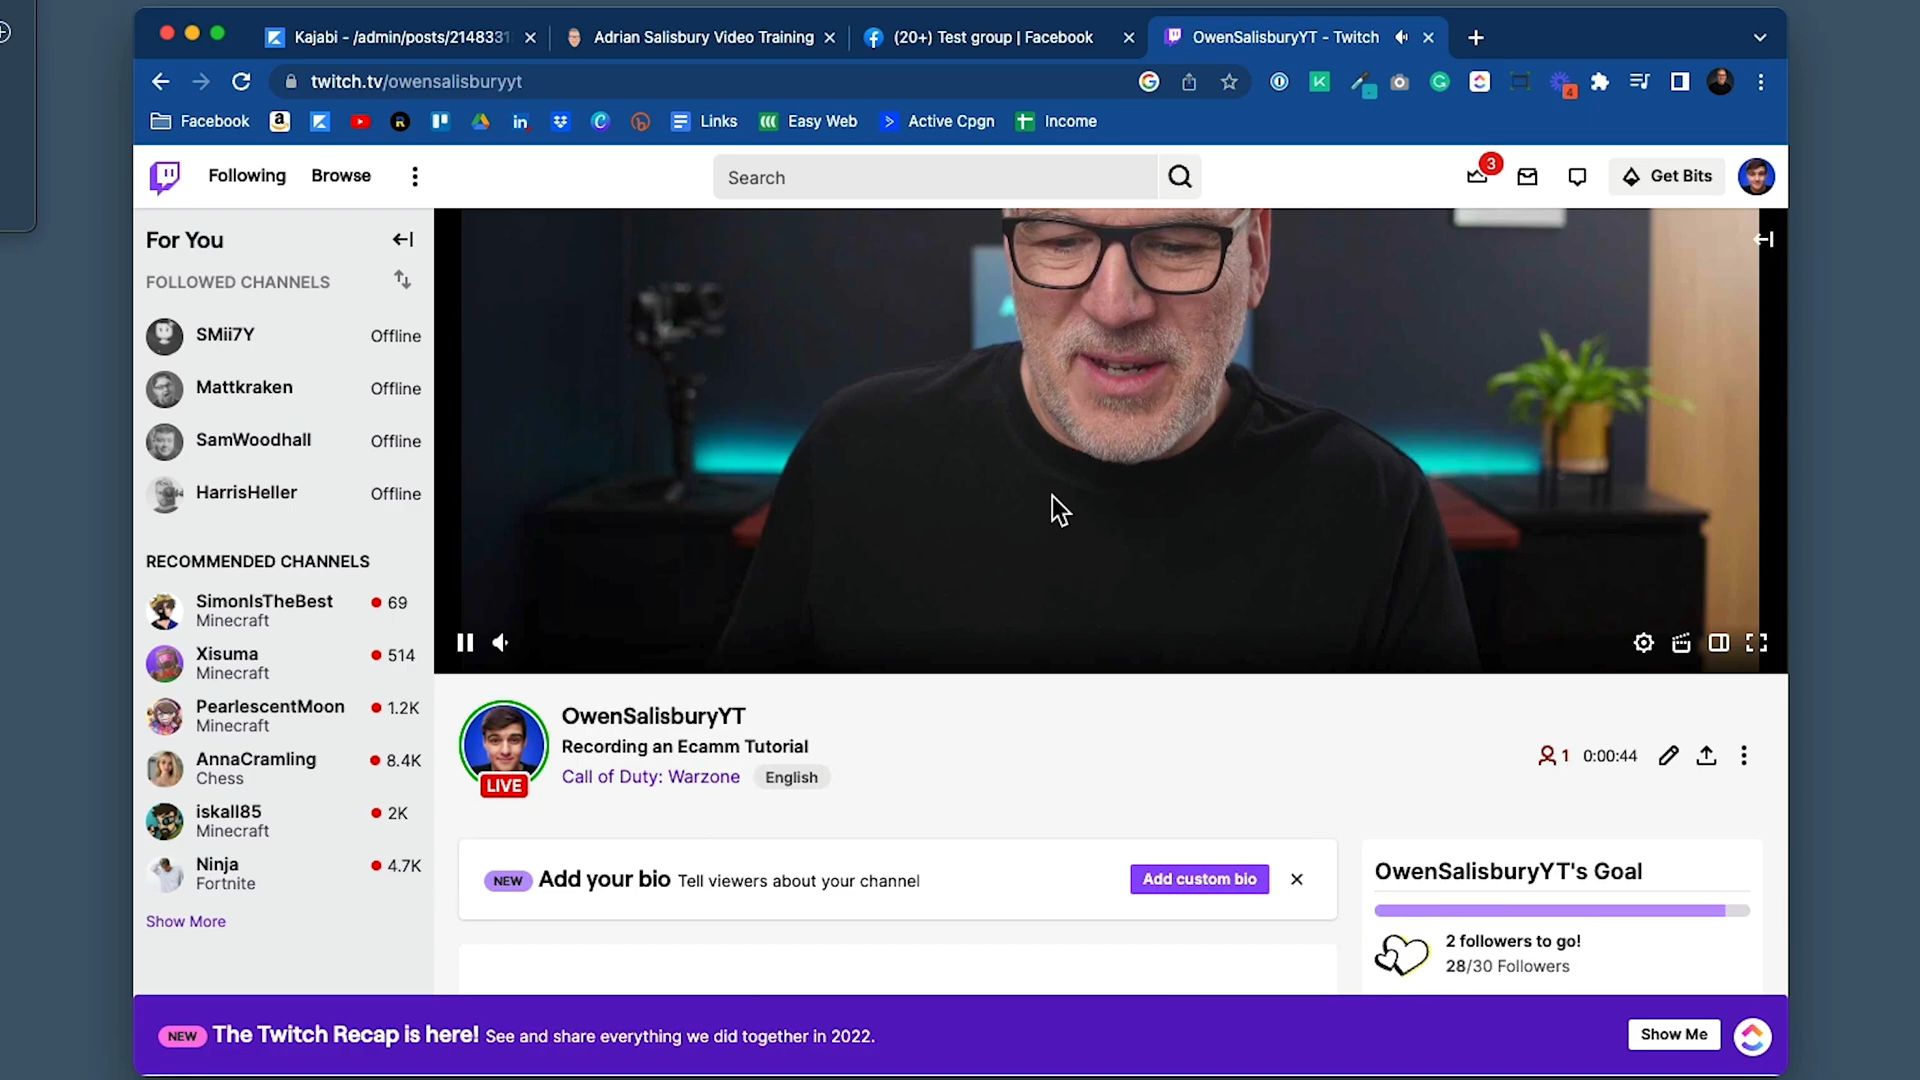 Kajabi - /admin/posts/2148331
Adrian Salisbury Video Training
(20+) Test group | Facebook
OwenSalisburyYT - Twitch
twitch.tv/owensalisburyyt
4
Facebook
Links
Easy Web
Active Cpgn
Income
Following
Browse
Search
3
Get Bits
For You
FOLLOWED CHANNELS
SMii7Y Offline
Mattkraken Offline
SamWoodhall Offline
HarrisHeller Offline
RECOMMENDED CHANNELS
SimonIsTheBest 69
Minecraft
Xisuma 514
Minecraft
PearlescentMoon 1.2K
Minecraft
AnnaCramling 8.4K
Chess
iskall85 2K
Minecraft
Ninja 4.7K
Fortnite
Show More
LIVE
OwenSalisburyYT
Recording an Ecamm Tutorial
Call of Duty: Warzone English
1 0:00:44
NEW Add your bio Tell viewers about your channel
Add custom bio
OwenSalisburyYT's Goal
2 followers to go!
28/30 Followers
NEW The Twitch Recap is here! See and share everything we did together in 2022.
Show Me